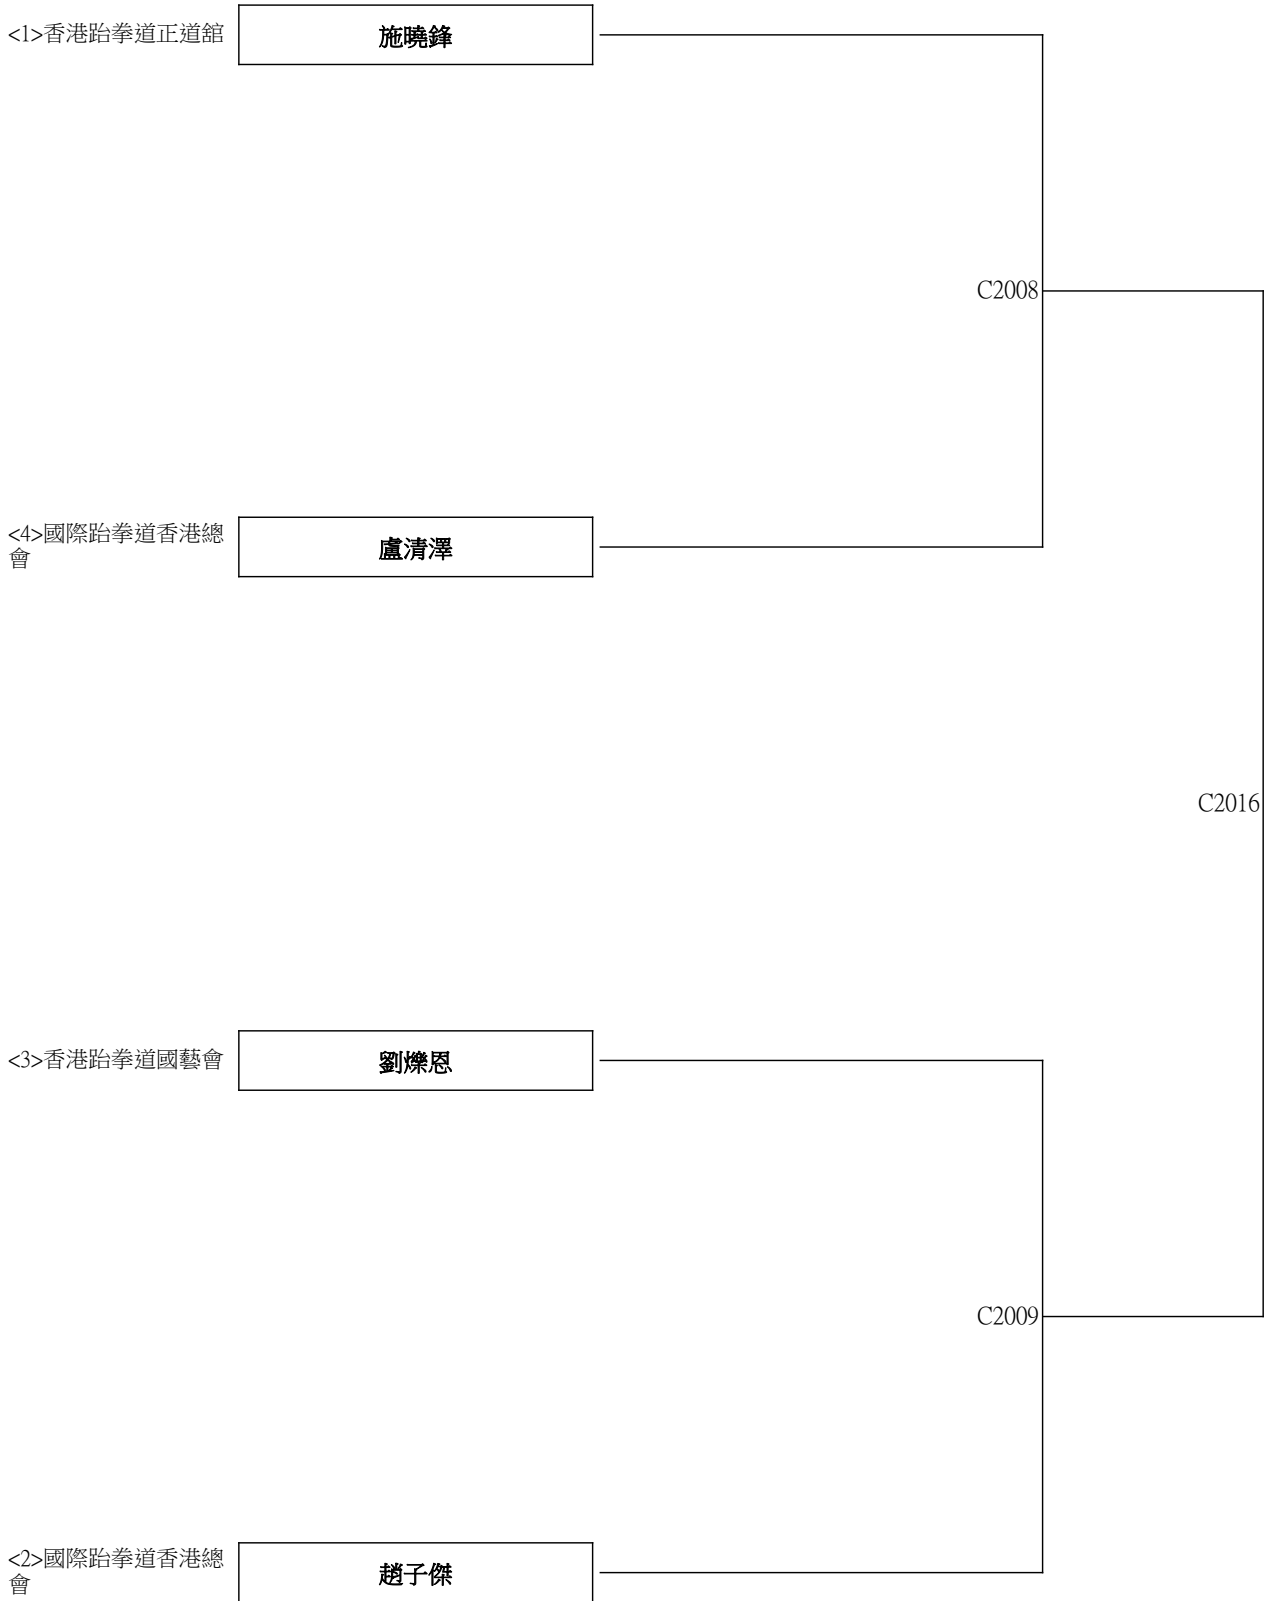 <1>香港跆拳道正道舘
施曉鋒
C2008
<4>國際跆拳道香港總
會
盧清澤
C2016
<3>香港跆拳道國藝會
劉爍恩
C2009
<2>國際跆拳道香港總
會
趙子傑